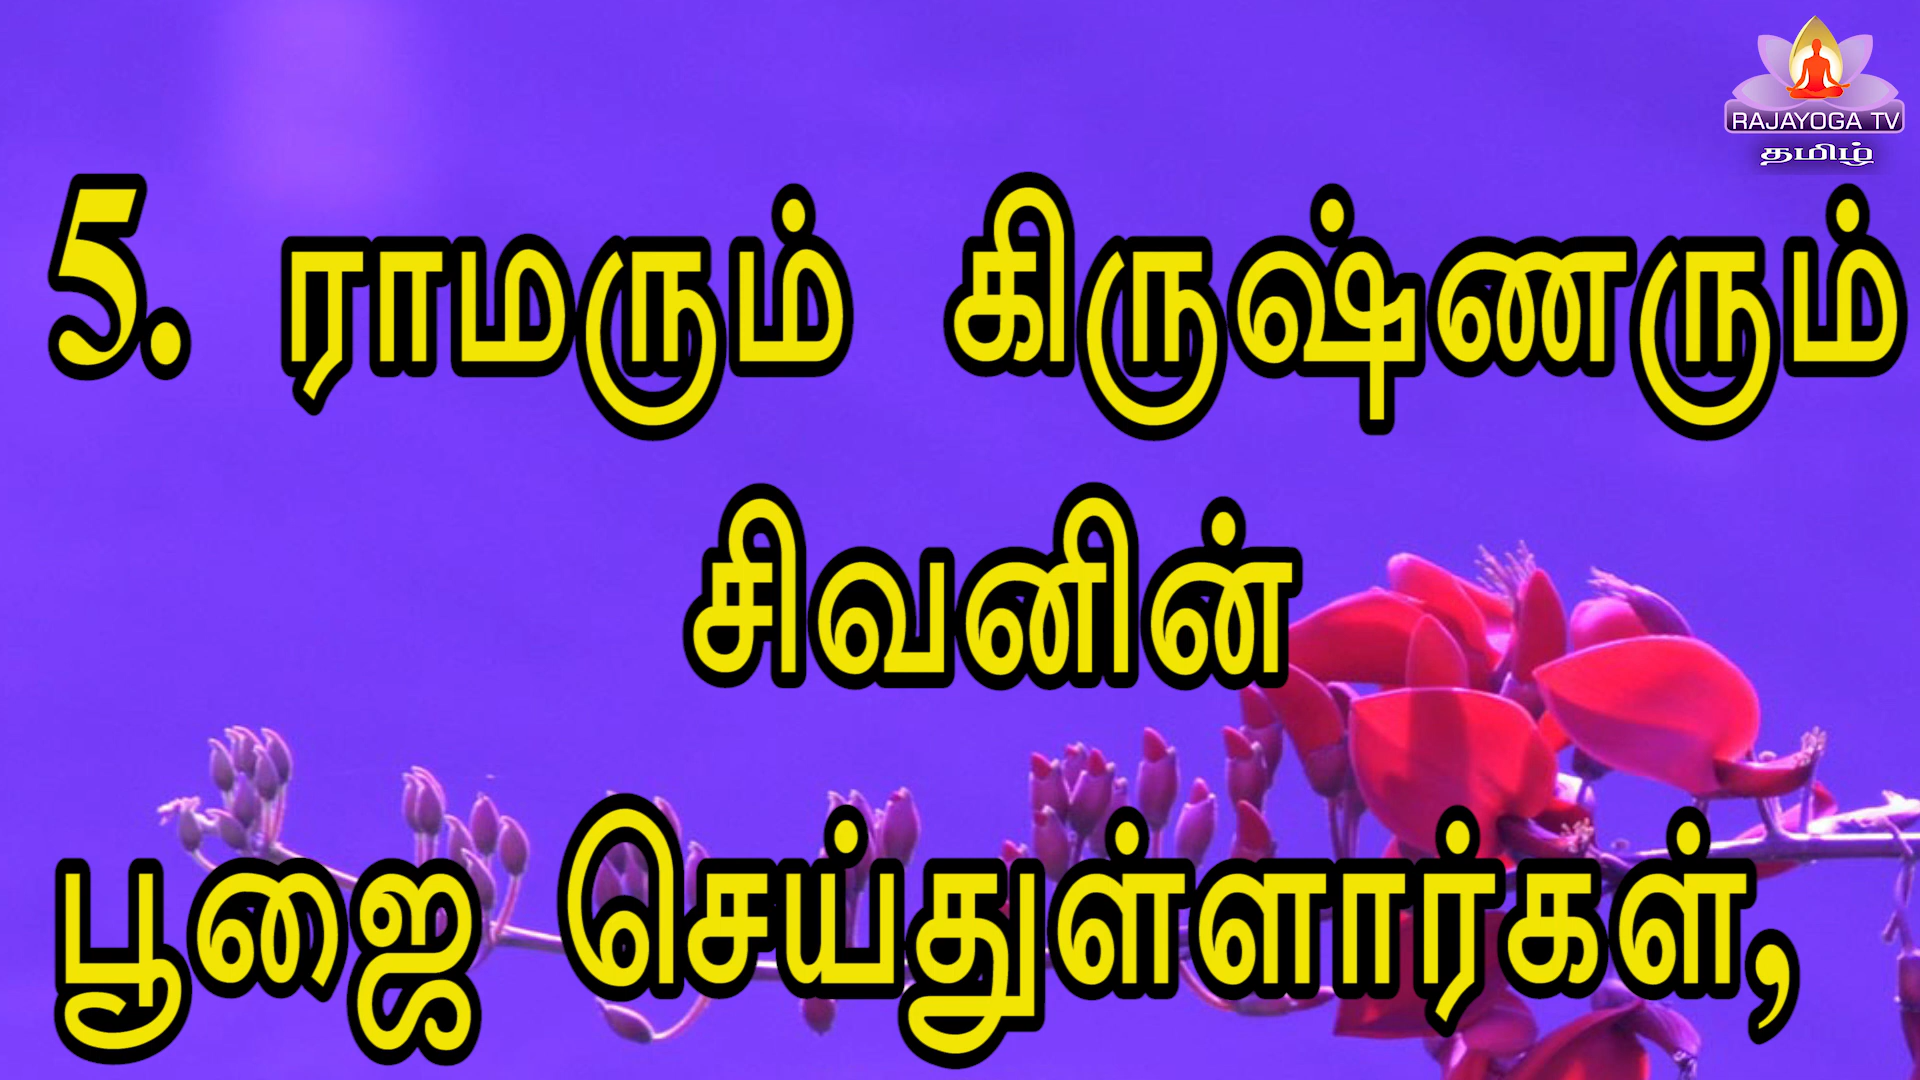 RAJAYOGA TV
தமிழ்
5. ராமரும் கிருஷ்ணரும்
சிவனின்
பூஜை செய்துள்ளார்கள்,